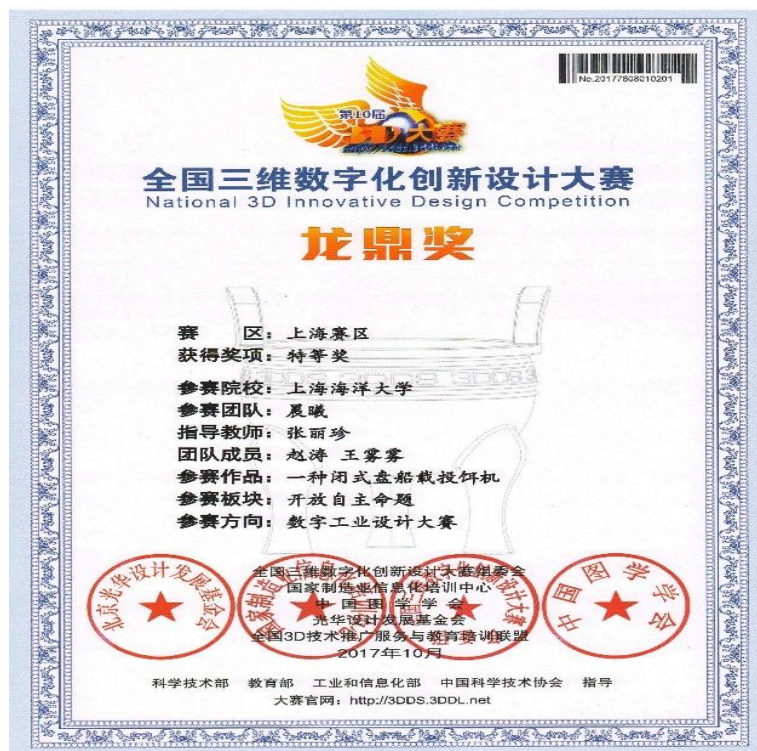 No.20177808010201
第10届
3D大赛
全国三维数字化创新设计大赛
National 3D Innovative Design Competition
龙鼎奖
赛 区：上海赛区
获得奖项：特等奖
参赛院校：上海海洋大学
参赛团队：晨曦
指导教师：张丽珍
团队成员：赵涛 王雾雾
参赛作品：一种闭式盘船载投饵机
参赛板块：开放自主命题
参赛方向：数字工业设计大赛
全国三维数字化创新设计大赛组委会
国家制造业信息化培训中心
中国图学学会
光华设计发展基金会
全国3D技术推广服务与教育培训联盟
2017年10月
北京光华设计发展基金会
中国图学学会
科学技术部 教育部 工业和信息化部 中国科学技术协会 指导
大赛官网：http://3DDS.3DDL.net